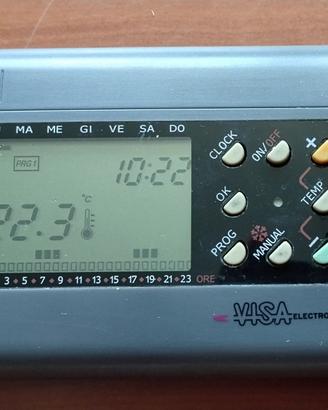 MA ME GI VE SA DO
CLOCK
ON/OFF
+
PRG1
10:22
OK
TEMP
22.3
°C
PROG
MANUAL
–
3 5 7 9 11 13 15 17 19 21 23 ORE
VISA ELECTRO